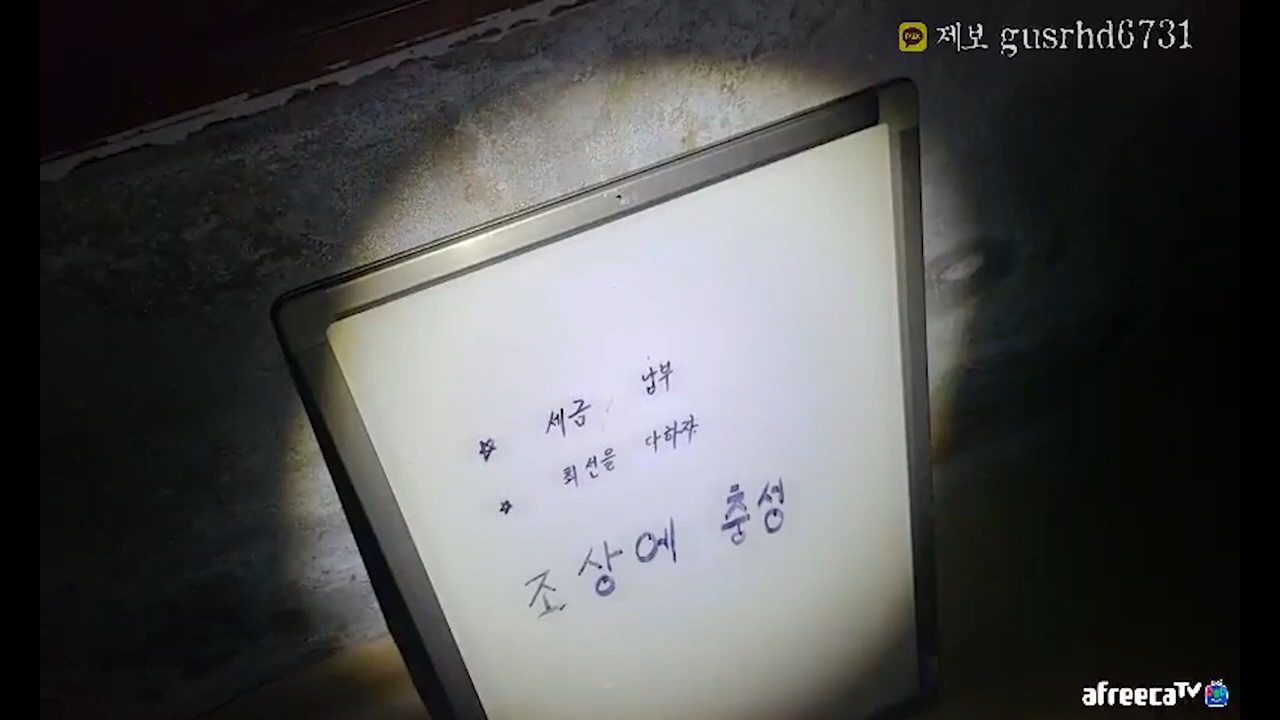 제보 gusrhd6731
☆ 세금 납부
최선을 다하자
☆
조상에 충성
afreecaTV